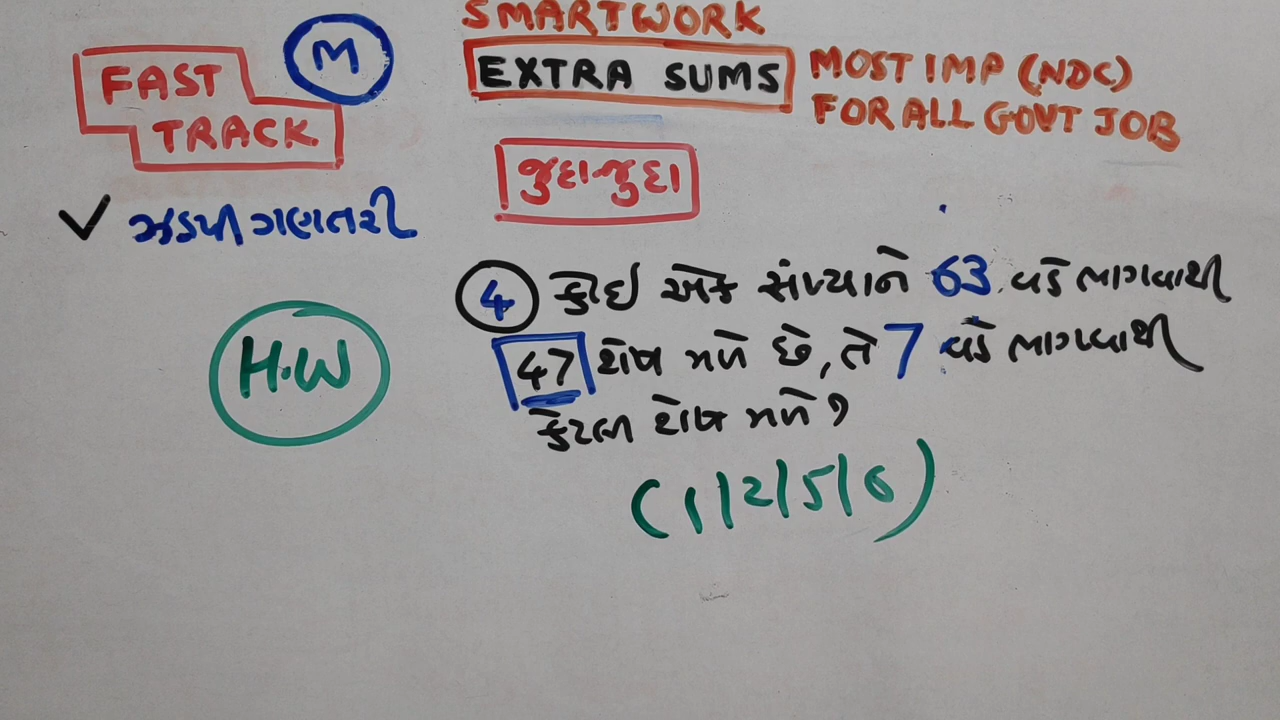 FAST
TRACK
M
SMARTWORK
EXTRA SUMS
MOST IMP (NDC)
FOR ALL GOVT JOB
જુદાજુદા
✓ ઝડપી ગણતરી
H.W
4 કોઇ એક સંખ્યાને 63 વડે ભાગવાથી
47 શેષ મળે છે, તે 7 વડે ભાગવાથી
કેટલા શેષ મળે?
(1/2/5/6)